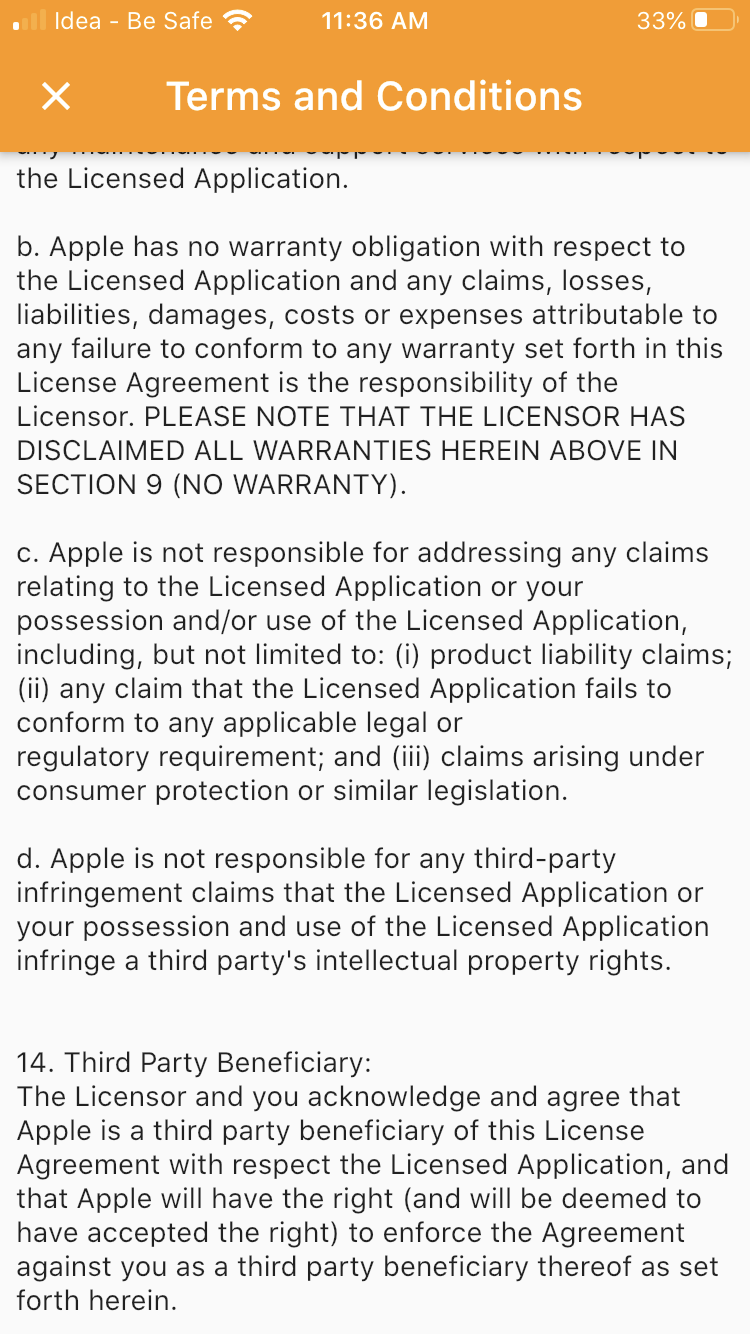 Idea - Be Safe 11:36 AM 33%
Terms and Conditions
any maintenance and support services with respect to
the Licensed Application.
b. Apple has no warranty obligation with respect to
the Licensed Application and any claims, losses,
liabilities, damages, costs or expenses attributable to
any failure to conform to any warranty set forth in this
License Agreement is the responsibility of the
Licensor. PLEASE NOTE THAT THE LICENSOR HAS
DISCLAIMED ALL WARRANTIES HEREIN ABOVE IN
SECTION 9 (NO WARRANTY).
c. Apple is not responsible for addressing any claims
relating to the Licensed Application or your
possession and/or use of the Licensed Application,
including, but not limited to: (i) product liability claims;
(ii) any claim that the Licensed Application fails to
conform to any applicable legal or
regulatory requirement; and (iii) claims arising under
consumer protection or similar legislation.
d. Apple is not responsible for any third-party
infringement claims that the Licensed Application or
your possession and use of the Licensed Application
infringe a third party's intellectual property rights.
14. Third Party Beneficiary:
The Licensor and you acknowledge and agree that
Apple is a third party beneficiary of this License
Agreement with respect the Licensed Application, and
that Apple will have the right (and will be deemed to
have accepted the right) to enforce the Agreement
against you as a third party beneficiary thereof as set
forth herein.